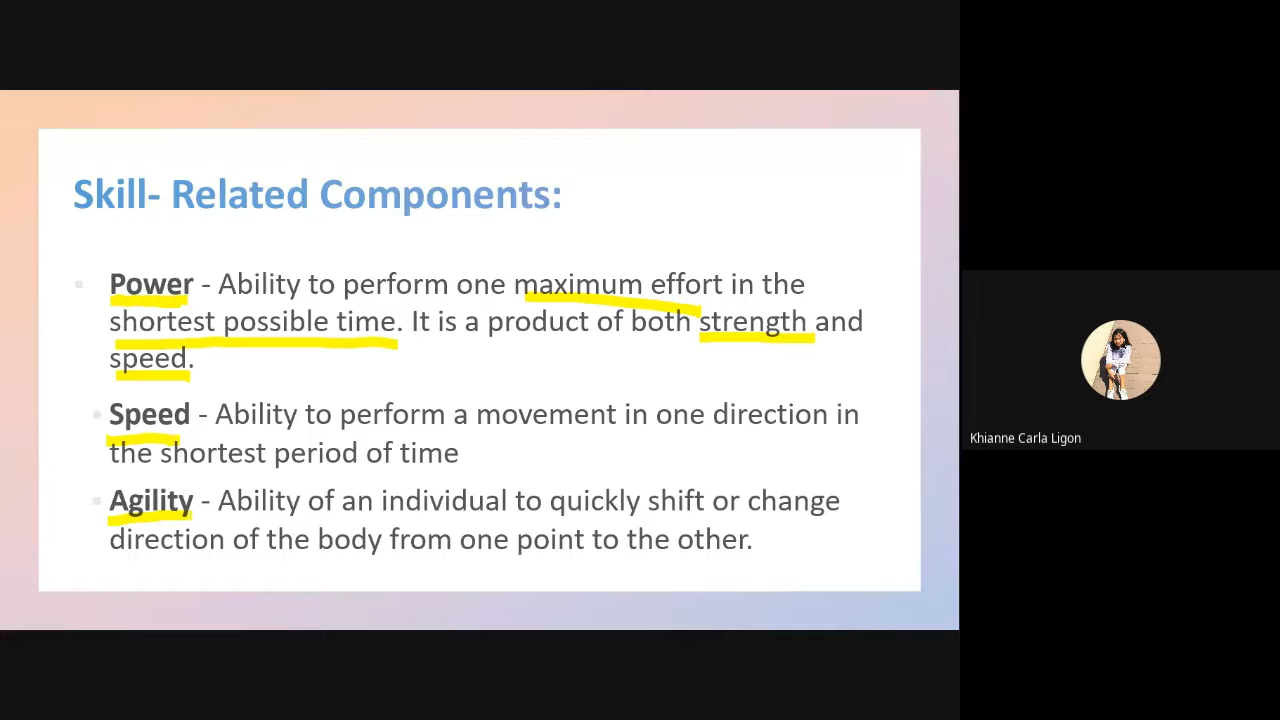 Skill- Related Components:
Power - Ability to perform one maximum effort in the
shortest possible time. It is a product of both strength and
speed.
Speed - Ability to perform a movement in one direction in
the shortest period of time
Agility - Ability of an individual to quickly shift or change
direction of the body from one point to the other.
Khianne Carla Ligon